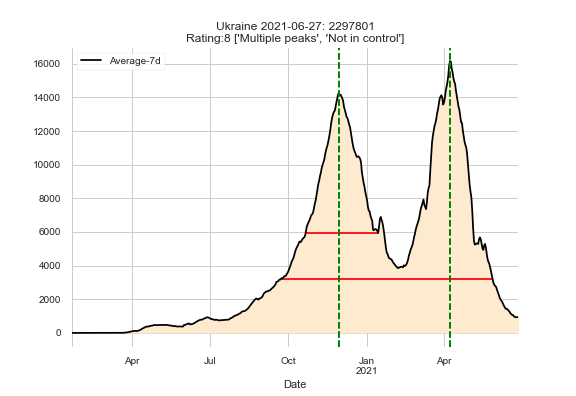 Ukraine 2021-06-27: 2297801
Rating:8 ['Multiple peaks', 'Not in control']
Average-7d
16000
14000
12000
10000
8000
6000
4000
2000
0
Apr Jul Oct Jan Apr
2021
Date